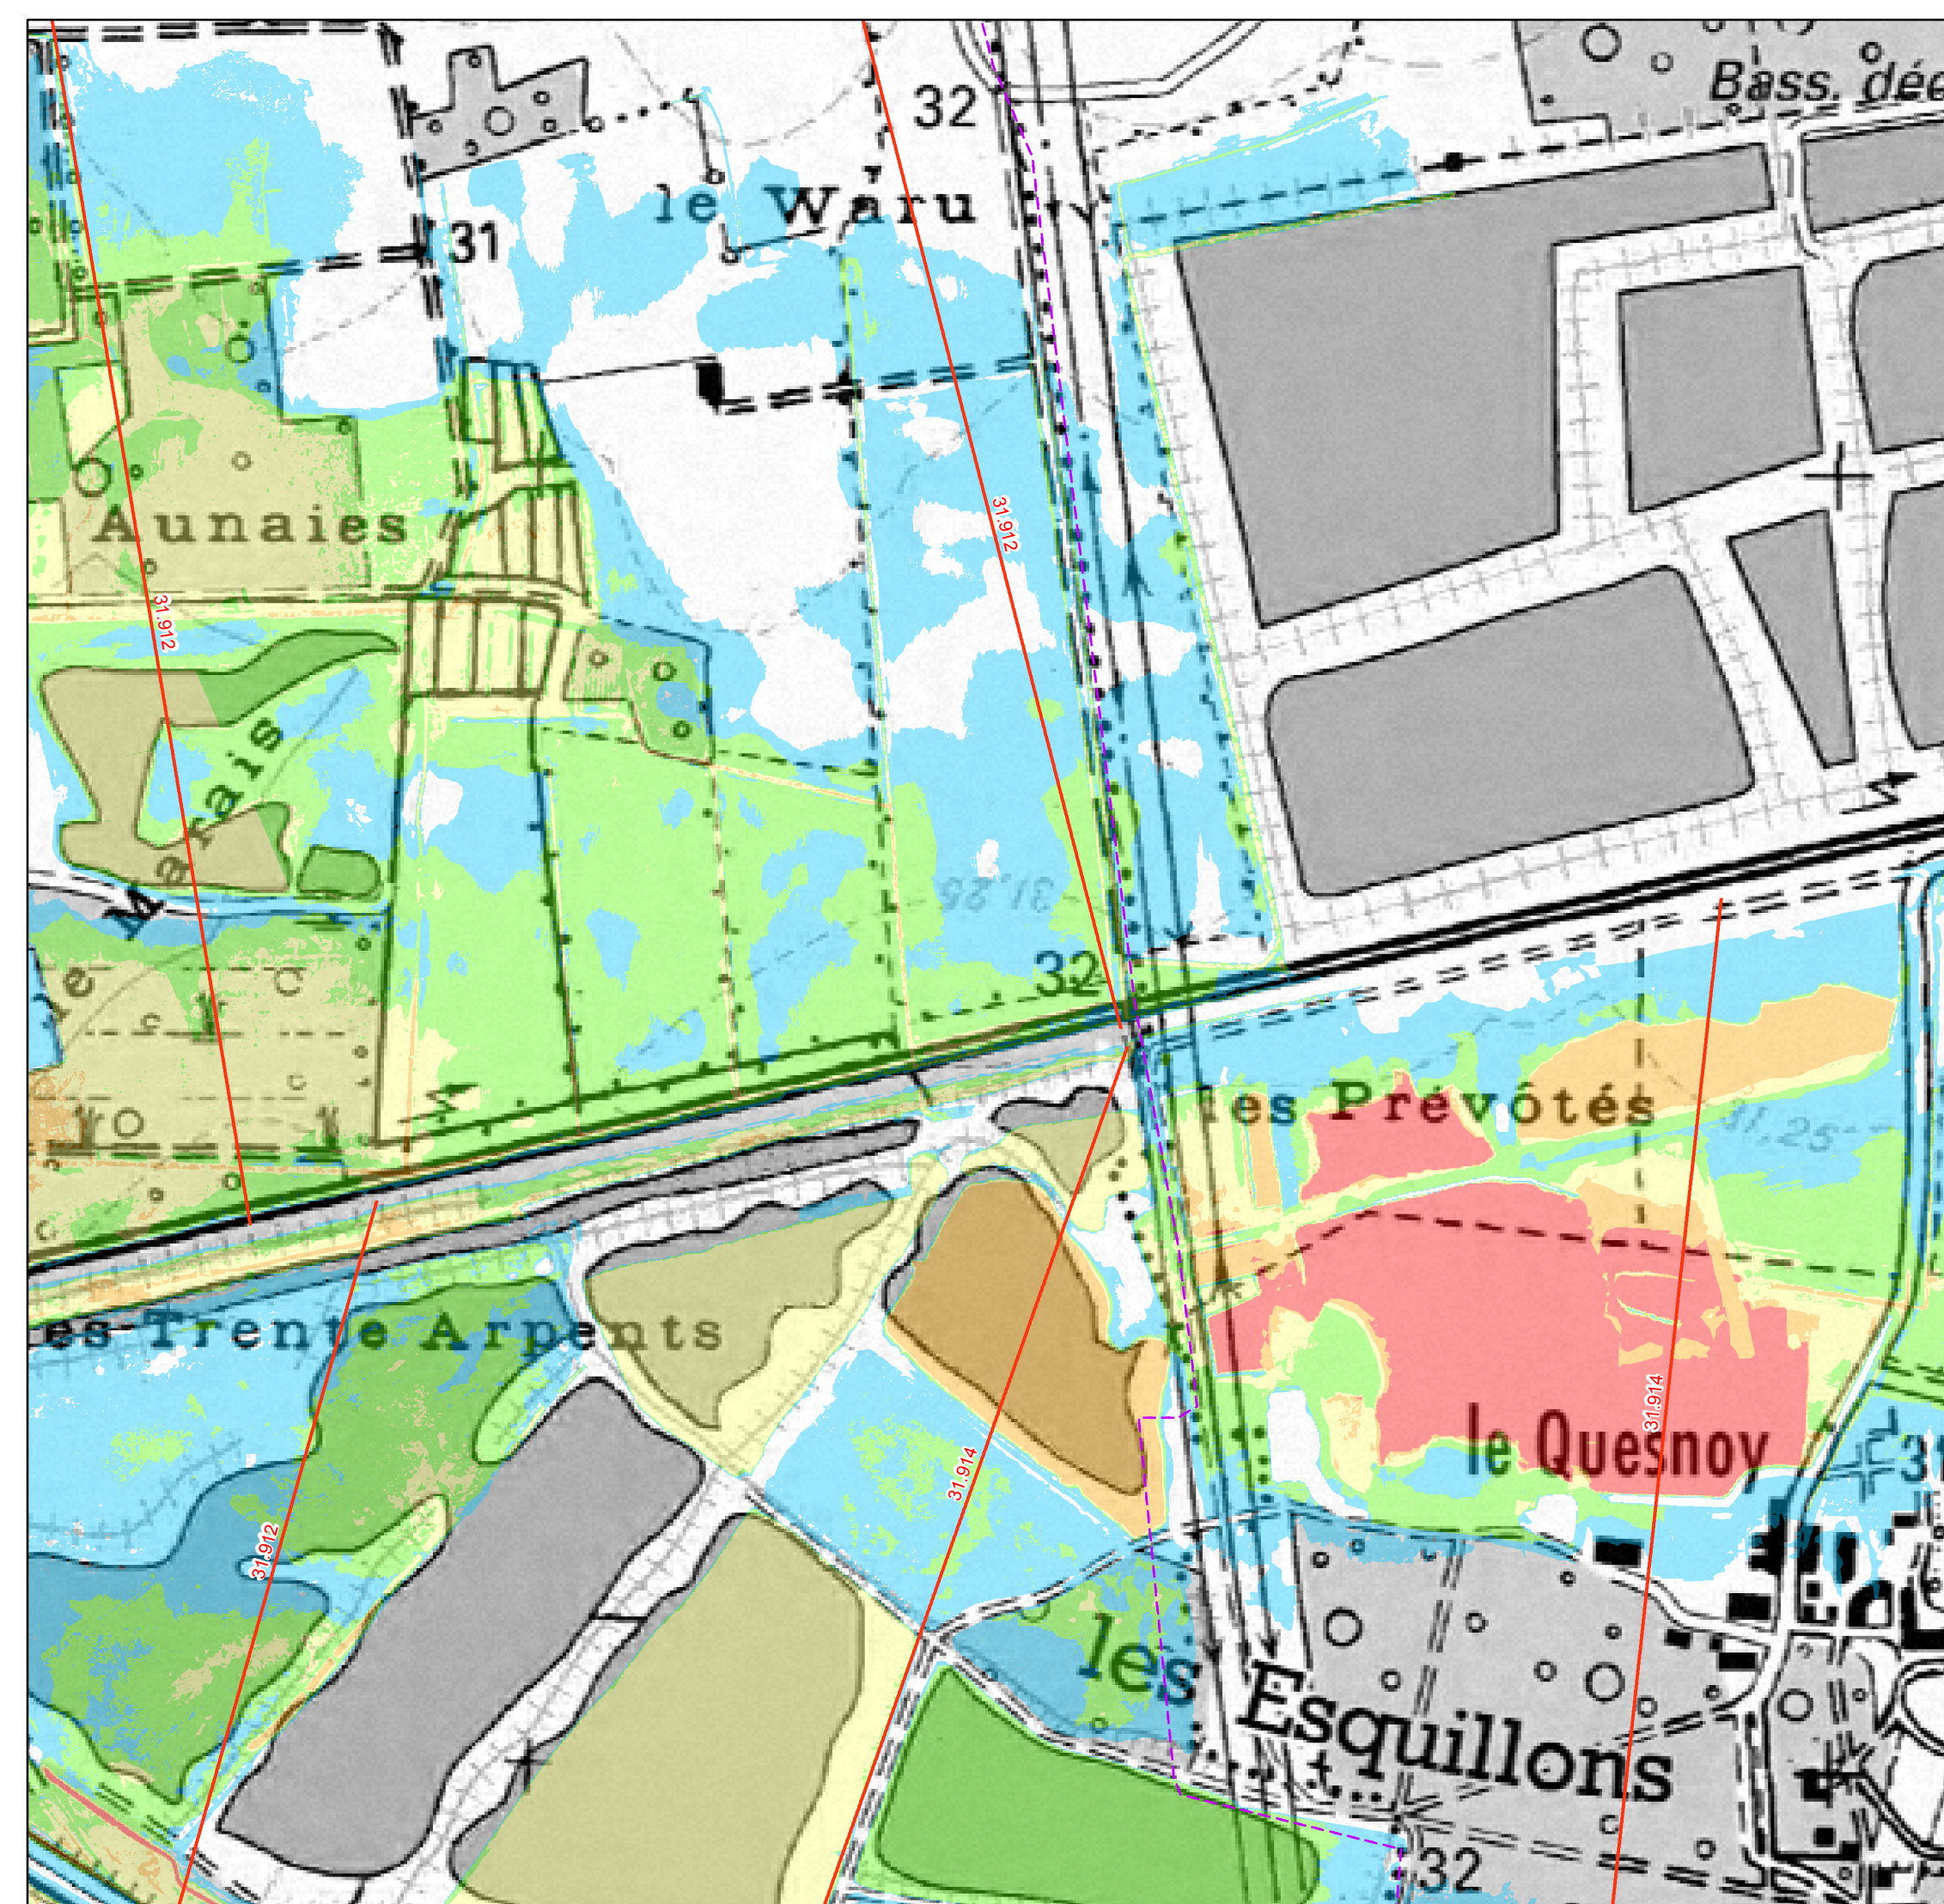 32
Bass. déc
le Waru
31
31.912
Aunaies
31.912
Marais
31,25
32
les Prévôtés
31,25
les Trente Arpents
31.914
31.914
le Quesnoy
31.912
les
Esquillons
32